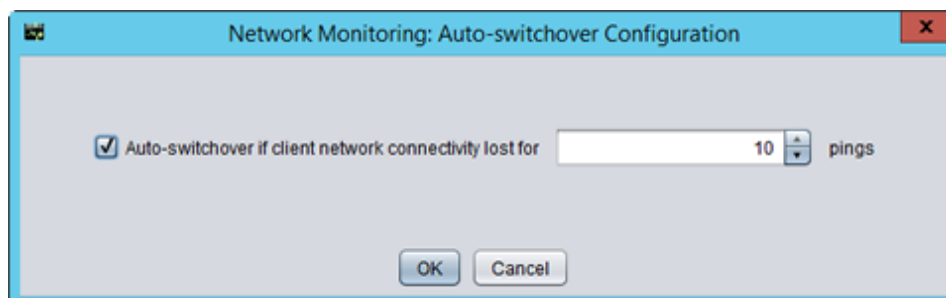 Network Monitoring: Auto-switchover Configuration
x
Auto-switchover if client network connectivity lost for 10 pings
OK Cancel